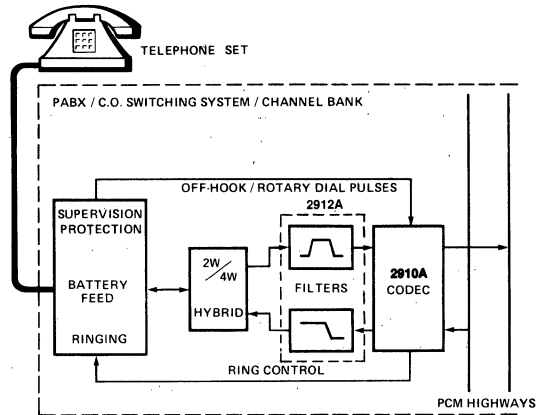 TELEPHONE SET
PABX / C.O. SWITCHING SYSTEM / CHANNEL BANK
OFF-HOOK / ROTARY DIAL PULSES
2912A
SUPERVISION
PROTECTION
BATTERY
FEED
RINGING
2W/4W
HYBRID
FILTERS
2910A
CODEC
RING CONTROL
PCM HIGHWAYS